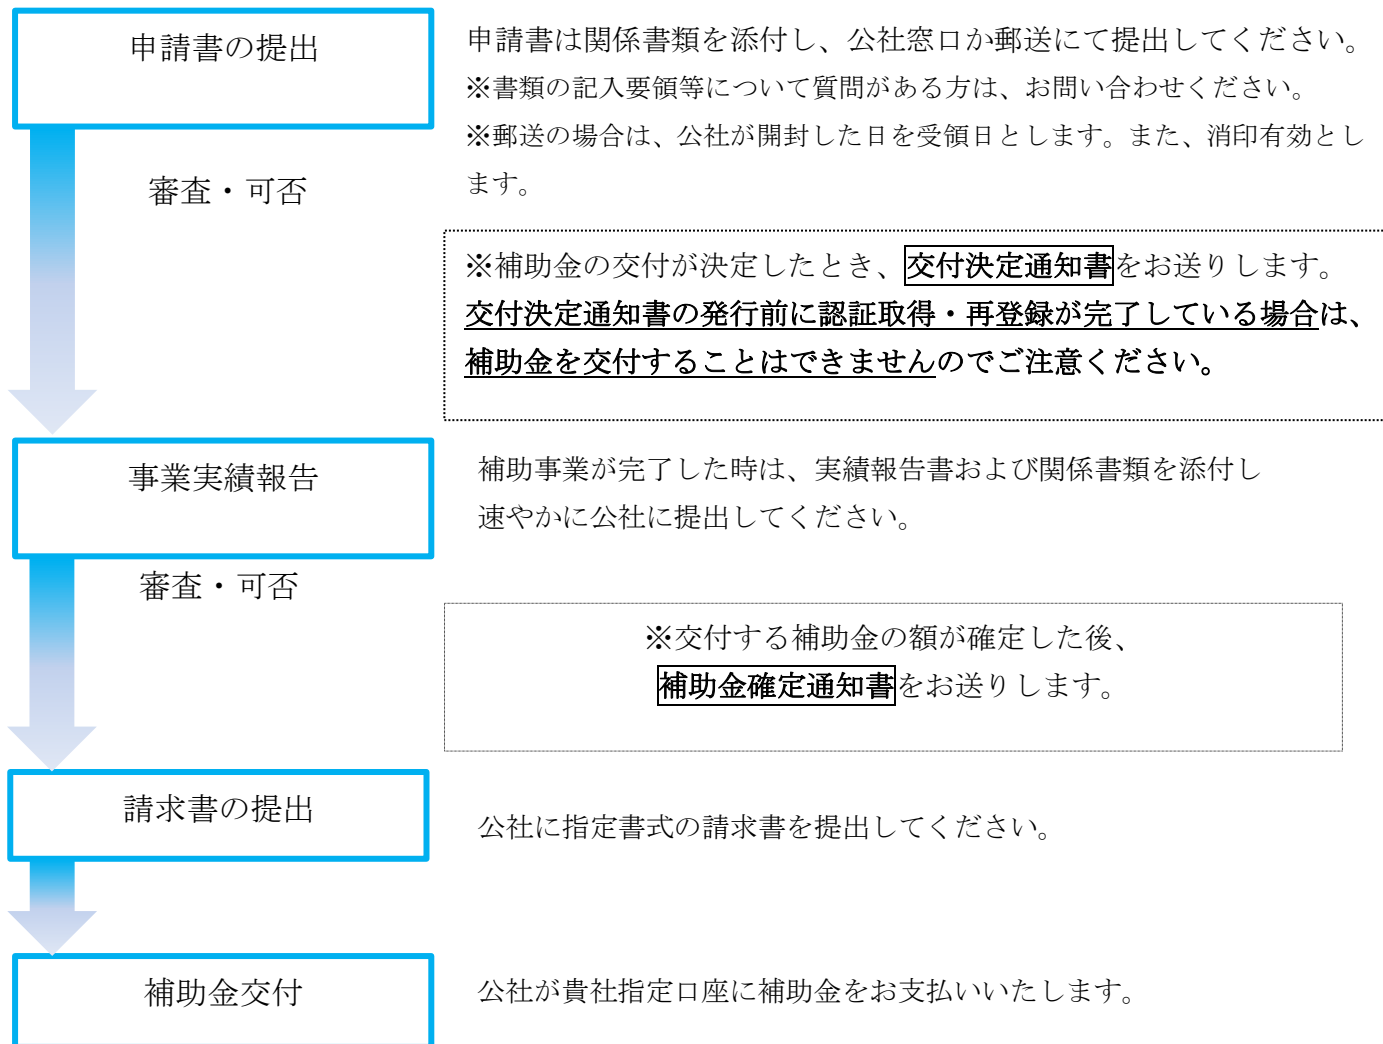 申請書の提出
申請書は関係書類を添付し、公社窓口か郵送にて提出してください。
※書類の記入要領等について質問がある方は、お問い合わせください。
※郵送の場合は、公社が開封した日を受領日とします。また、消印有効とし
ます。
審査・可否
※補助金の交付が決定したとき、交付決定通知書をお送りします。
交付決定通知書の発行前に認証取得・再登録が完了している場合は、
補助金を交付することはできませんのでご注意ください。
事業実績報告
補助事業が完了した時は、実績報告書および関係書類を添付し
速やかに公社に提出してください。
審査・可否
※交付する補助金の額が確定した後、
補助金確定通知書をお送りします。
請求書の提出
公社に指定書式の請求書を提出してください。
補助金交付
公社が貴社指定口座に補助金をお支払いいたします。